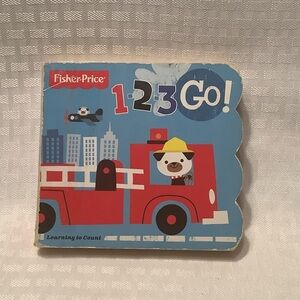 Fisher-Price
1·2·3 Go!
Learning to Count